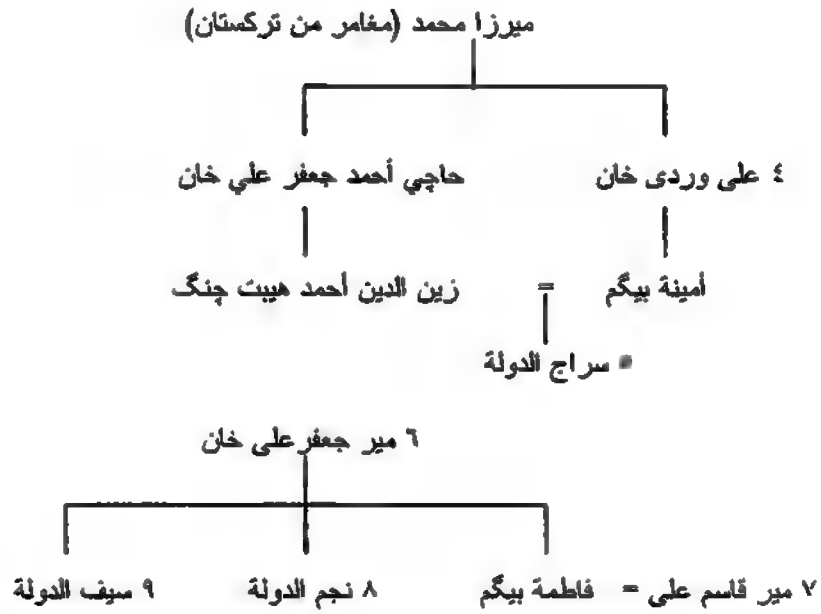 ميرزا محمد (مغامر من تركستان)
٤ على وردى خان حاجي أحمد جعفر علي خان
أمينة بيگم = زين الدين أحمد هيبت جنگ
سراج الدولة
٦ مير جعفر على خان
٧ مير قاسم على = فاطمة بيگم ٨ نجم الدولة ٩ سيف الدولة